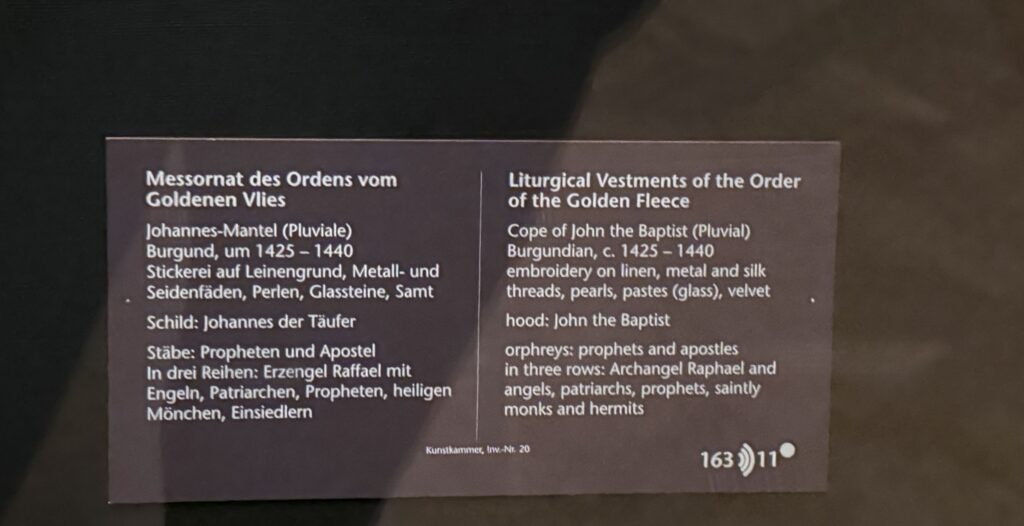 Messornat des Ordens vom
Goldenen Vlies
Johannes-Mantel (Pluviale)
Burgund, um 1425 – 1440
Stickerei auf Leinengrund, Metall- und
Seidenfäden, Perlen, Glassteine, Samt
Schild: Johannes der Täufer
Stäbe: Propheten und Apostel
In drei Reihen: Erzengel Raffael mit
Engeln, Patriarchen, Propheten, heiligen
Mönchen, Einsiedlern
Liturgical Vestments of the Order
of the Golden Fleece
Cope of John the Baptist (Pluvial)
Burgundian, c. 1425 – 1440
embroidery on linen, metal and silk
threads, pearls, pastes (glass), velvet
hood: John the Baptist
orphreys: prophets and apostles
in three rows: Archangel Raphael and
angels, patriarchs, prophets, saintly
monks and hermits
Kunstkammer, Inv.-Nr. 20
163 11